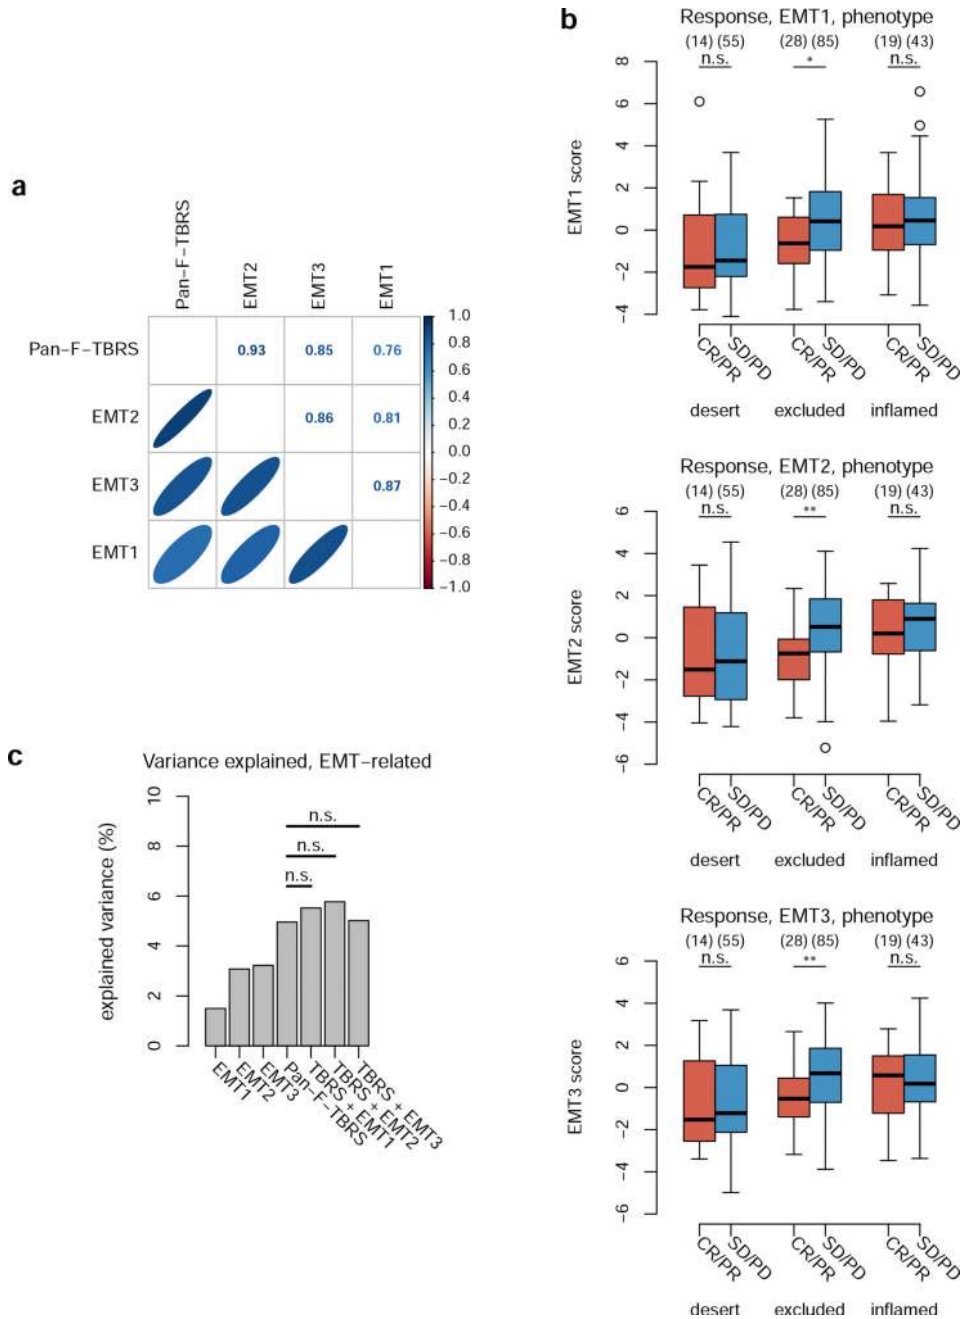 a
Pan-F-TBRS
EMT2
EMT3
EMT1
Pan-F-TBRS
0.93
0.85
0.76
EMT2
0.86
0.81
EMT3
0.87
EMT1
1.0
0.8
0.6
0.4
0.2
0.0
-0.2
-0.4
-0.6
-0.8
-1.0
b
Response, EMT1, phenotype
(14) (55) (28) (85) (19) (43)
n.s. * n.s.
EMT1 score
8
6
4
2
0
-2
-4
CR/PR SD/PD CR/PR SD/PD CR/PR SD/PD
desert excluded inflamed
Response, EMT2, phenotype
(14) (55) (28) (85) (19) (43)
n.s. ** n.s.
EMT2 score
6
4
2
0
-2
-4
-6
CR/PR SD/PD CR/PR SD/PD CR/PR SD/PD
desert excluded inflamed
Response, EMT3, phenotype
(14) (55) (28) (85) (19) (43)
n.s. ** n.s.
EMT3 score
6
4
2
0
-2
-4
-6
CR/PR SD/PD CR/PR SD/PD CR/PR SD/PD
desert excluded inflamed
c
Variance explained, EMT-related
explained variance (%)
10
8
6
4
2
0
n.s.
n.s.
n.s.
EMT1
EMT2
EMT3
Pan-F-TBRS
TBRS + EMT1
TBRS + EMT2
TBRS + EMT3